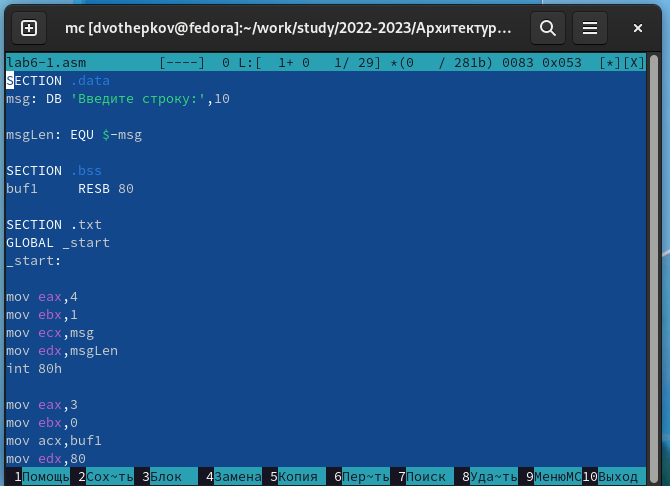 mc [dvothepkov@fedora]:~/work/study/2022-2023/Архитектур...
lab6-1.asm [----] 0 L:[ 1+ 0 1/ 29] *(0 / 281b) 0083 0x053 [*][X]
SECTION .data
msg: DB 'Введите строку:',10
msgLen: EQU $-msg
SECTION .bss
buf1 RESB 80
SECTION .txt
GLOBAL _start
_start:
mov eax,4
mov ebx,1
mov ecx,msg
mov edx,msgLen
int 80h
mov eax,3
mov ebx,0
mov acx,buf1
mov edx,80
1Помощь 2Сох~ть 3Блок 4Замена 5Копия 6Пер~ть 7Поиск 8Уда~ть 9МенюMC 10Выход